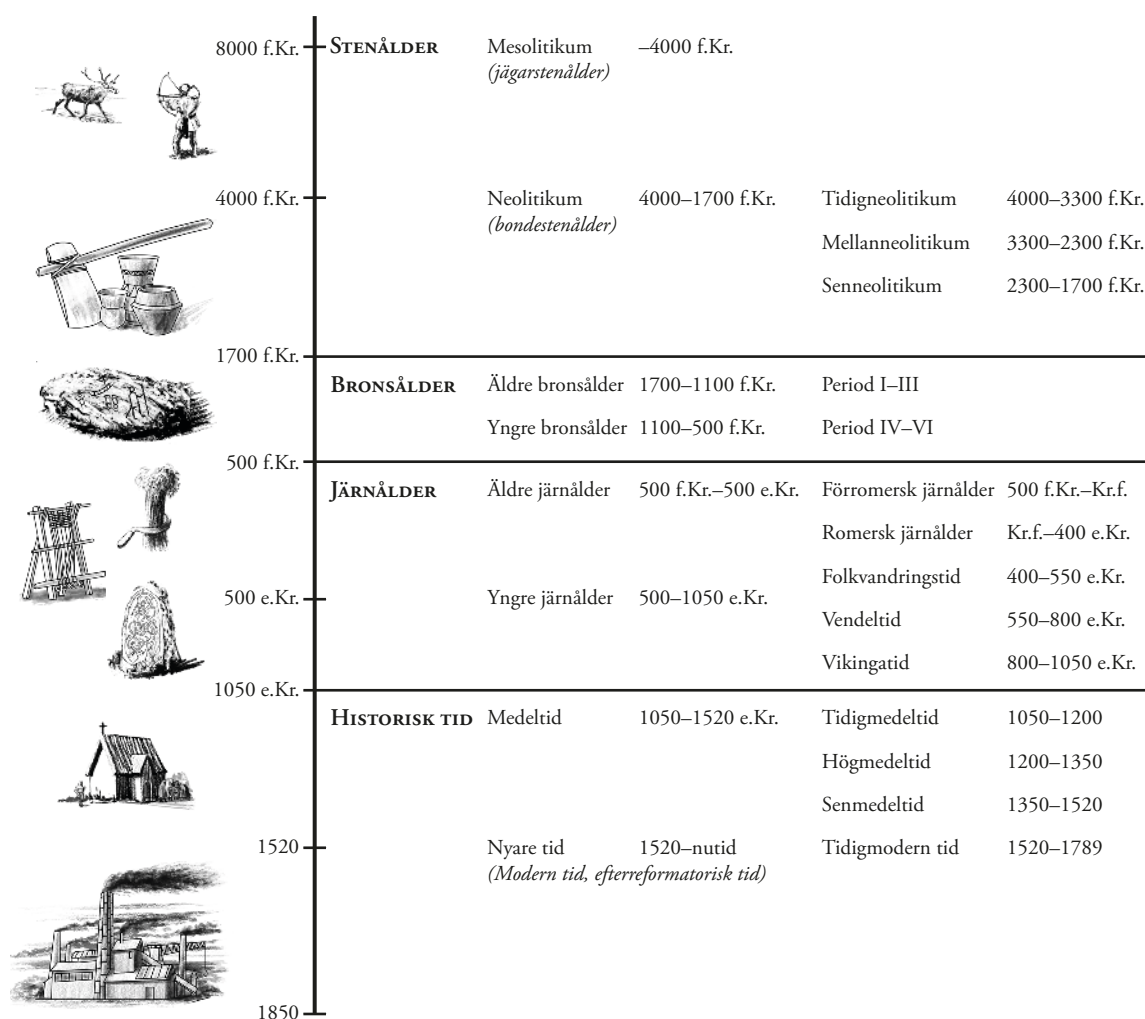 8000 f.Kr. STENÅLDER Mesolitikum –4000 f.Kr.
(jägarstenålder)
4000 f.Kr. Neolitikum 4000–1700 f.Kr. Tidigneolitikum 4000–3300 f.Kr.
(bondestenålder)
Mellanneolitikum 3300–2300 f.Kr.
Senneolitikum 2300–1700 f.Kr.
1700 f.Kr.
BRONSÅLDER Äldre bronsålder 1700–1100 f.Kr. Period I–III
Yngre bronsålder 1100–500 f.Kr. Period IV–VI
500 f.Kr.
JÄRNÅLDER Äldre järnålder 500 f.Kr.–500 e.Kr. Förromersk järnålder 500 f.Kr.–Kr.f.
Romersk järnålder Kr.f.–400 e.Kr.
Folkvandringstid 400–550 e.Kr.
500 e.Kr. Yngre järnålder 500–1050 e.Kr.
Vendeltid 550–800 e.Kr.
Vikingatid 800–1050 e.Kr.
1050 e.Kr.
HISTORISK TID Medeltid 1050–1520 e.Kr. Tidigmedeltid 1050–1200
Högmedeltid 1200–1350
Senmedeltid 1350–1520
1520 Nyare tid 1520–nutid Tidigmodern tid 1520–1789
(Modern tid, efterreformatorisk tid)
1850